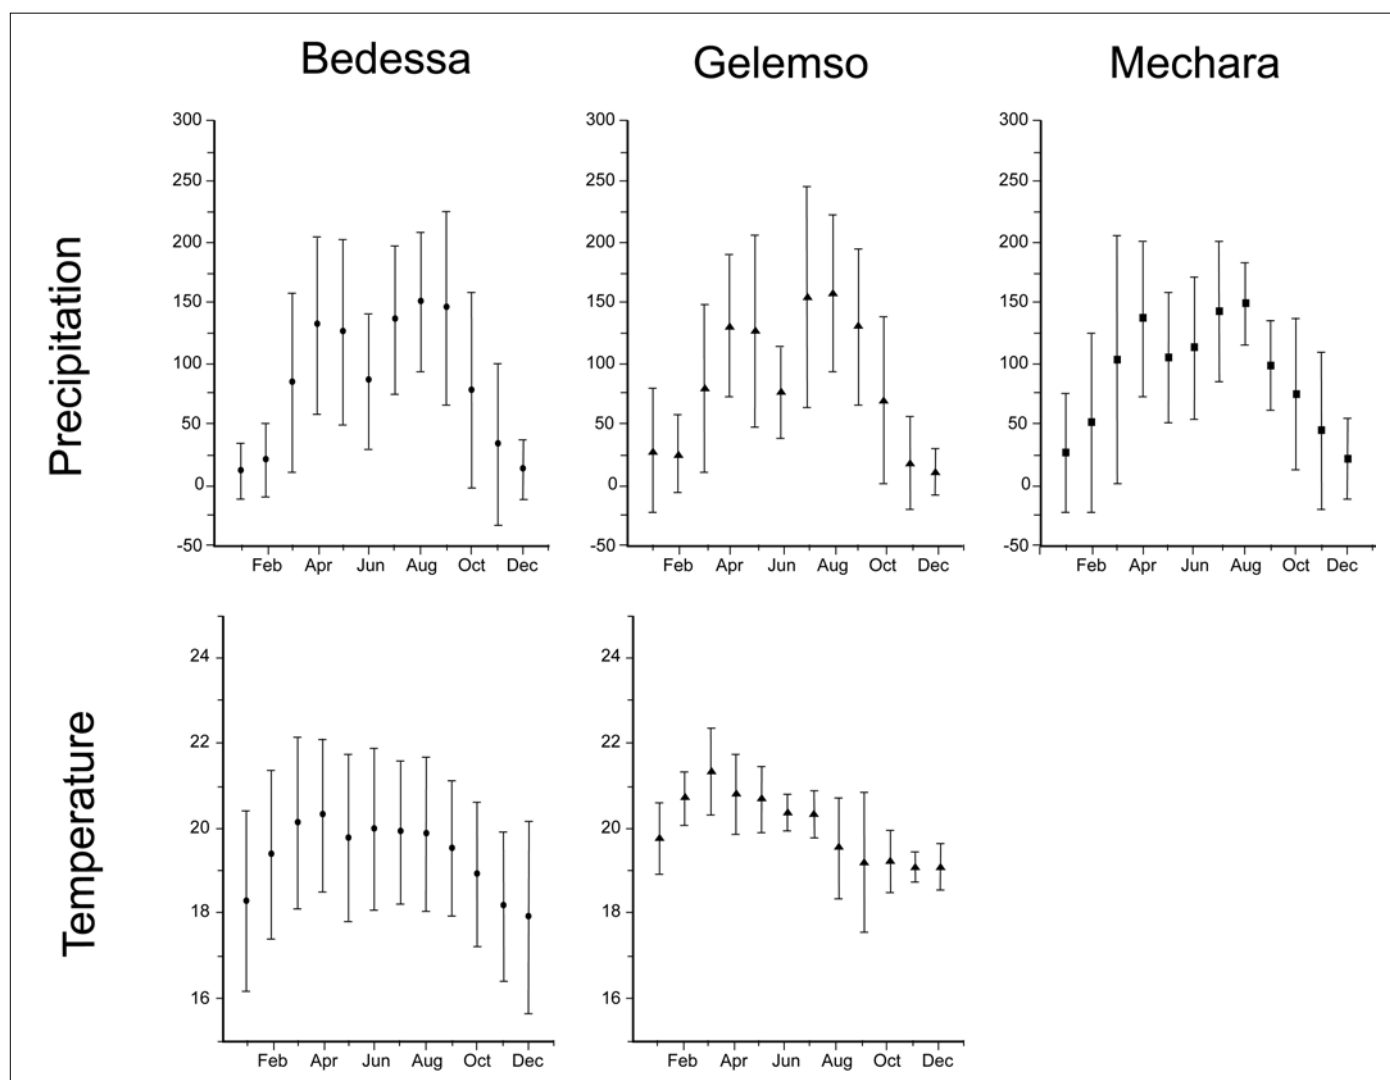 Bedessa Gelemso Mechara
Precipitation
300 300 300
250 250 250
200 200 200
150 150 150
100 100 100
50 50 50
0 0 0
-50 -50 -50
Feb Apr Jun Aug Oct Dec Feb Apr Jun Aug Oct Dec Feb Apr Jun Aug Oct Dec
Temperature
24 24
22 22
20 20
18 18
16 16
Feb Apr Jun Aug Oct Dec Feb Apr Jun Aug Oct Dec